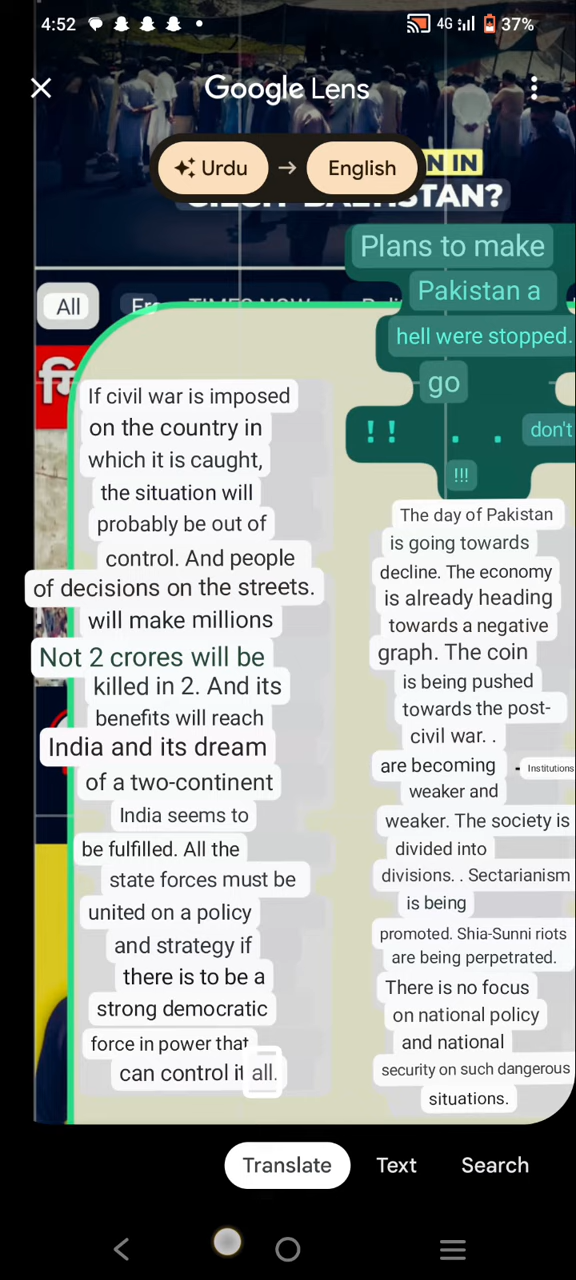 4:52
4G
37%
Google Lens
Urdu → English
N IN
GILGIT-BALTISTAN?
All
TIMES NOW
Plans to make
Pakistan a
hell were stopped.
go
!! . . don't
!!!
If civil war is imposed
on the country in
which it is caught,
the situation will
probably be out of
control. And people
of decisions on the streets.
will make millions
Not 2 crores will be
killed in 2. And its
benefits will reach
India and its dream
of a two-continent
India seems to
be fulfilled. All the
state forces must be
united on a policy
and strategy if
there is to be a
strong democratic
force in power that
can control it all.
The day of Pakistan
is going towards
decline. The economy
is already heading
towards a negative
graph. The coin
is being pushed
towards the post-
civil war. .
are becoming - Institutions
weaker and
weaker. The society is
divided into
divisions. . Sectarianism
is being
promoted. Shia-Sunni riots
are being perpetrated.
There is no focus
on national policy
and national
security on such dangerous
situations.
Translate
Text
Search